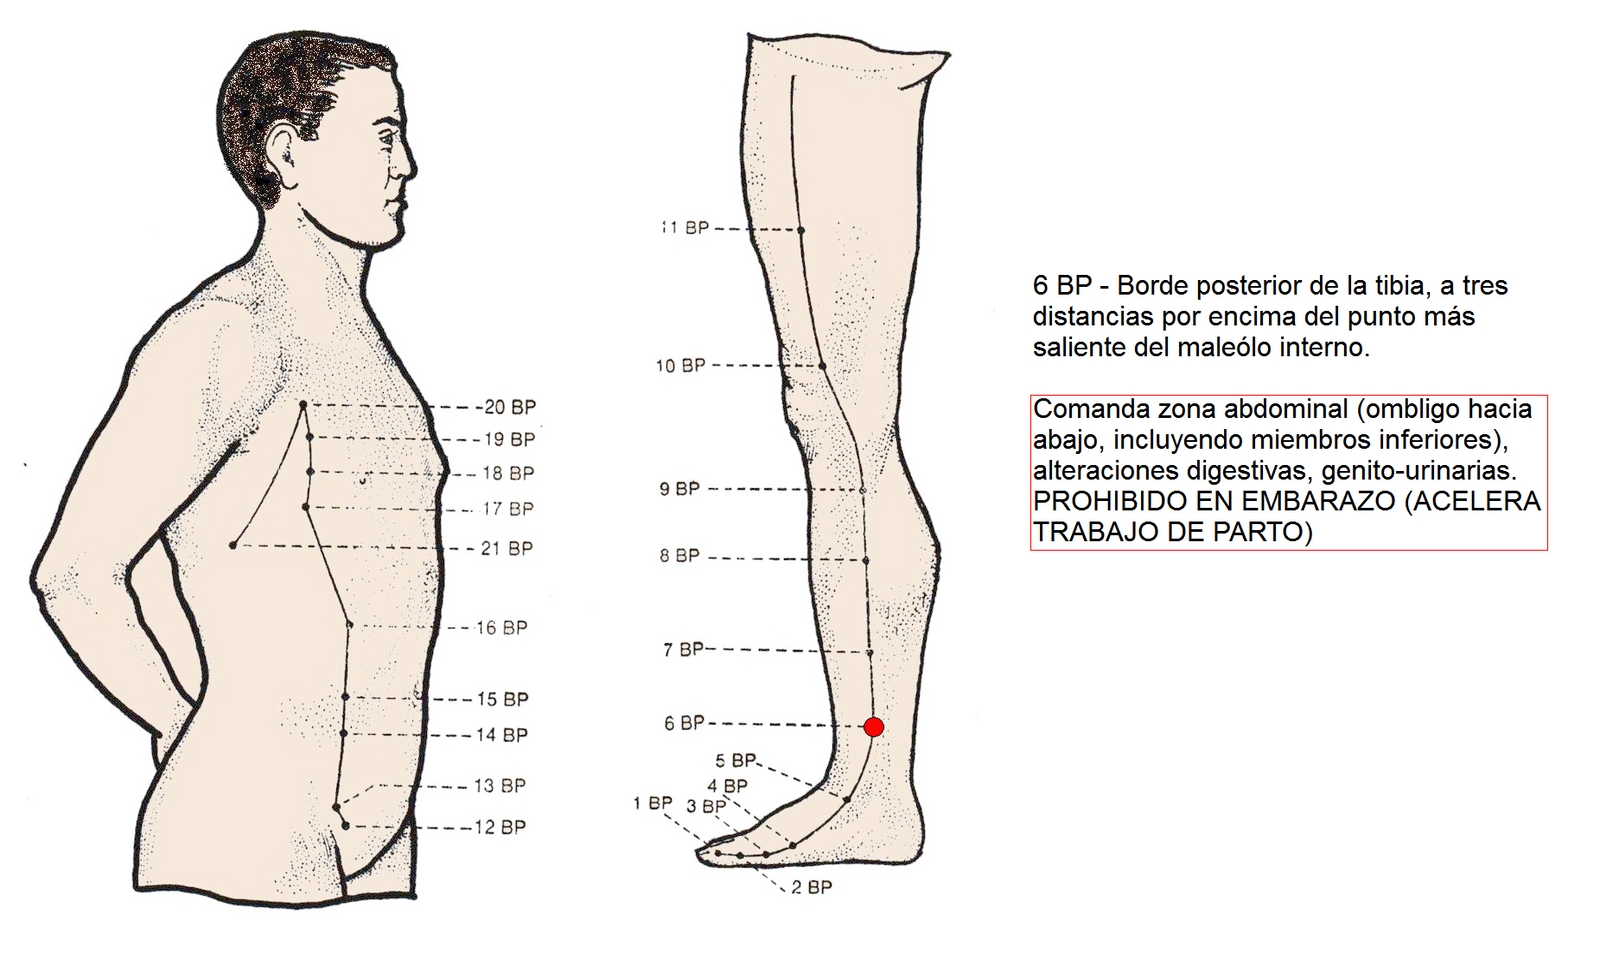 20 BP
19 BP
18 BP
17 BP
21 BP
16 BP
15 BP
14 BP
13 BP
12 BP
11 BP
10 BP
9 BP
8 BP
7 BP
6 BP
5 BP
4 BP
1 BP 3 BP
2 BP
6 BP - Borde posterior de la tibia, a tres
distancias por encima del punto más
saliente del maleólo interno.
Comanda zona abdominal (ombligo hacia
abajo, incluyendo miembros inferiores),
alteraciones digestivas, genito-urinarias.
PROHIBIDO EN EMBARAZO (ACELERA
TRABAJO DE PARTO)